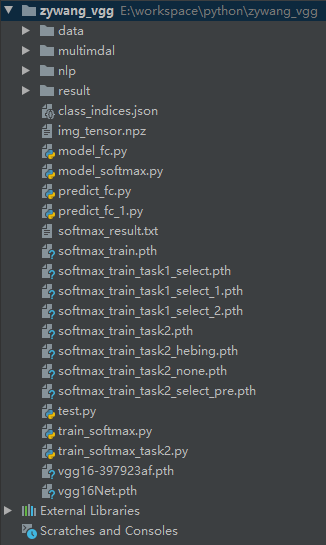 zywang_vgg E:\workspace\python\zywang_vgg
data
multimdal
nlp
result
class_indices.json
img_tensor.npz
model_fc.py
model_softmax.py
predict_fc.py
predict_fc_1.py
softmax_result.txt
softmax_train.pth
softmax_train_task1_select.pth
softmax_train_task1_select_1.pth
softmax_train_task1_select_2.pth
softmax_train_task2.pth
softmax_train_task2_hebing.pth
softmax_train_task2_none.pth
softmax_train_task2_select_pre.pth
test.py
train_softmax.py
train_softmax_task2.py
vgg16-397923af.pth
vgg16Net.pth
External Libraries
Scratches and Consoles